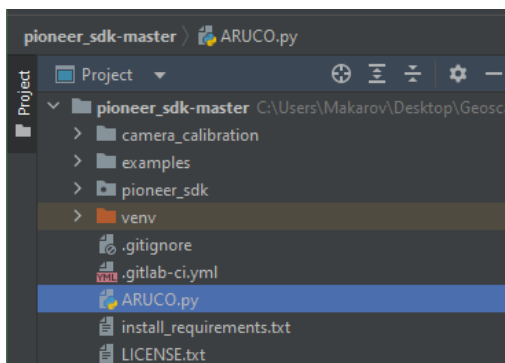 pioneer_sdk-master 〉 ARUCO.py
Project
Project
pioneer_sdk-master C:\Users\Makarov\Desktop\Geosc
camera_calibration
examples
pioneer_sdk
venv
.gitignore
.gitlab-ci.yml
ARUCO.py
install_requirements.txt
LICENSE.txt